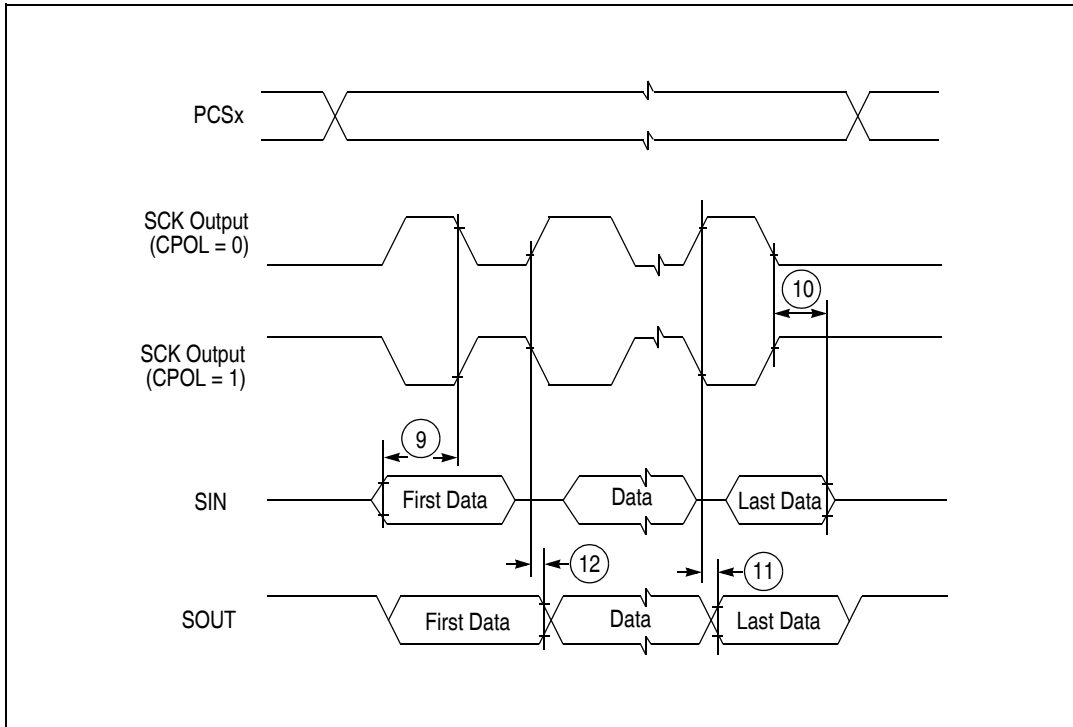 PCSx
SCK Output
(CPOL = 0)
10
SCK Output
(CPOL = 1)
9
SIN
First Data
Data
Last Data
12
11
SOUT
First Data
Data
Last Data